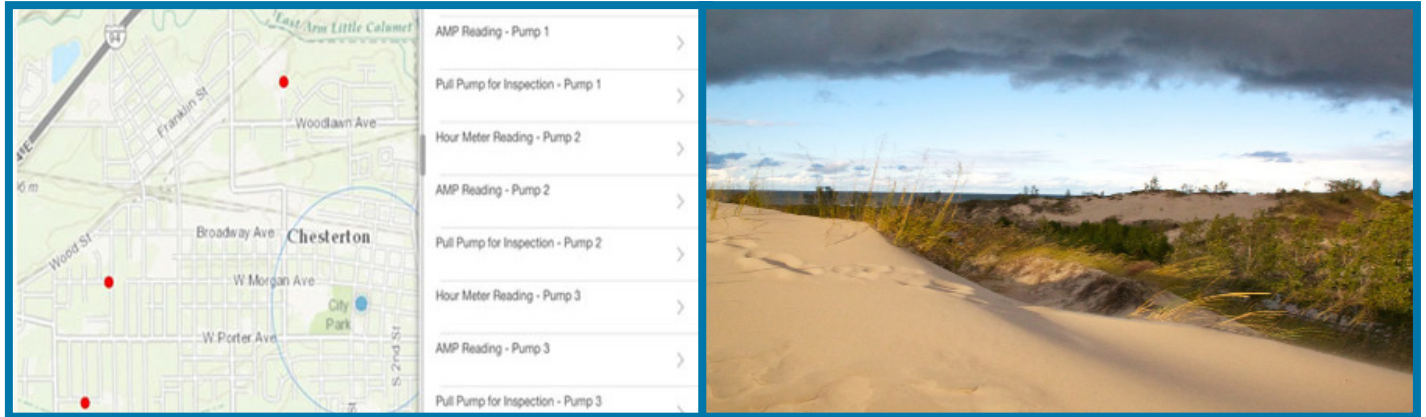 East Arm Little Calumet
94
Franklin St
Woodlawn Ave
Broadway Ave
Chesterton
Wood St
W Morgan Ave
City
Park
W Porter Ave
S 2nd St
AMP Reading - Pump 1
Pull Pump for Inspection - Pump 1
Hour Meter Reading - Pump 2
AMP Reading - Pump 2
Pull Pump for Inspection - Pump 2
Hour Meter Reading - Pump 3
AMP Reading - Pump 3
Pull Pump for Inspection - Pump 3